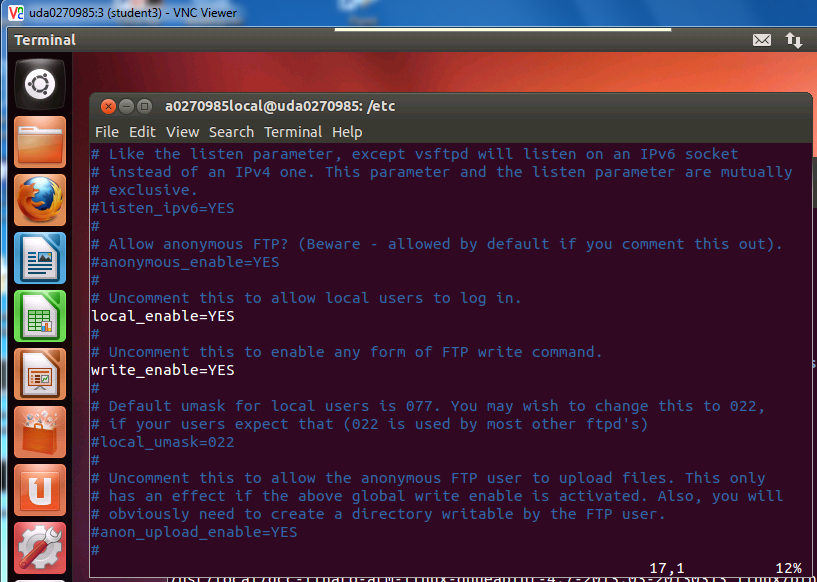 uda0270985:3 (student3) - VNC Viewer
Terminal
a0270985local@uda0270985: /etc
File Edit View Search Terminal Help
# Like the listen parameter, except vsftpd will listen on an IPv6 socket
# instead of an IPv4 one. This parameter and the listen parameter are mutually
# exclusive.
#listen_ipv6=YES
#
# Allow anonymous FTP? (Beware - allowed by default if you comment this out).
#anonymous_enable=YES
#
# Uncomment this to allow local users to log in.
local_enable=YES
#
# Uncomment this to enable any form of FTP write command.
write_enable=YES
#
# Default umask for local users is 077. You may wish to change this to 022,
# if your users expect that (022 is used by most other ftpd's)
#local_umask=022
#
# Uncomment this to allow the anonymous FTP user to upload files. This only
# has an effect if the above global write enable is activated. Also, you will
# obviously need to create a directory writable by the FTP user.
#anon_upload_enable=YES
#
17,1 12%